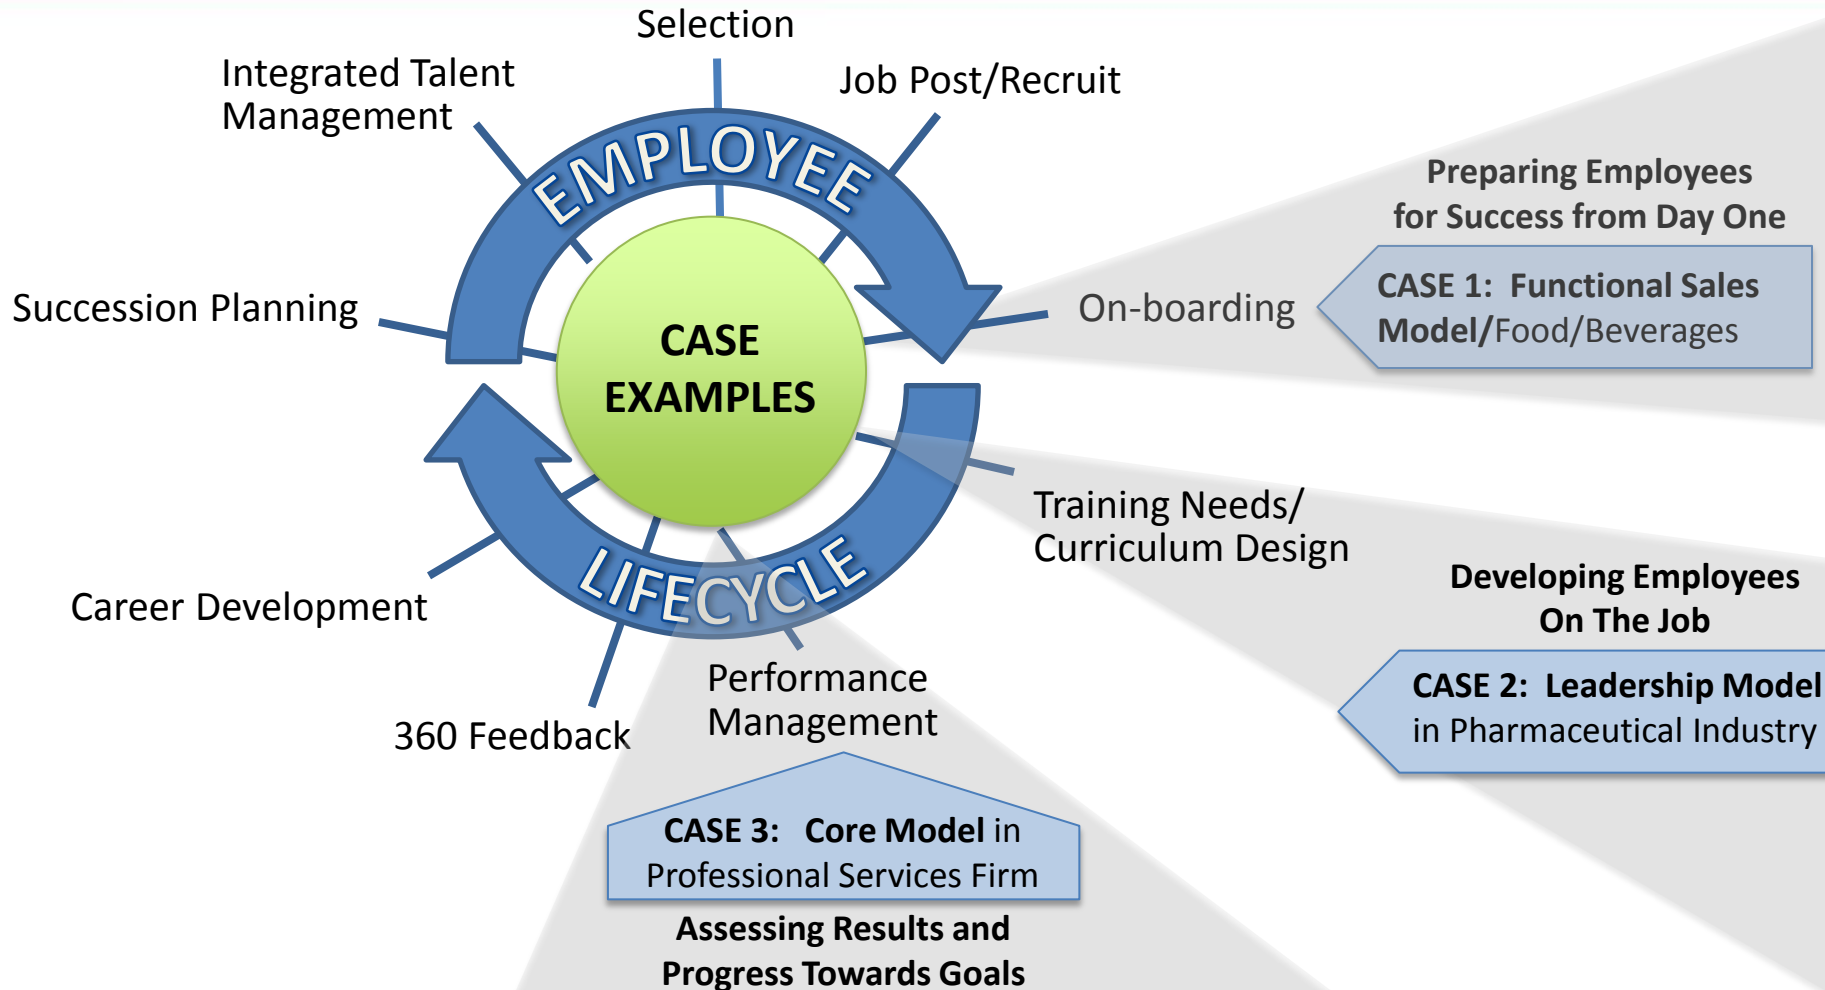 Selection
Integrated Talent
Management
Job Post/Recruit
EMPLOYEE
Preparing Employees
for Success from Day One
Succession Planning
On-boarding
CASE 1:  Functional Sales
Model/Food/Beverages
CASE
EXAMPLES
Training Needs/
Curriculum Design
LIFECYCLE
Career Development
Developing Employees
On The Job
Performance
Management
360 Feedback
CASE 2:  Leadership Model
in Pharmaceutical Industry
CASE 3:   Core Model in
Professional Services Firm
Assessing Results and
Progress Towards Goals